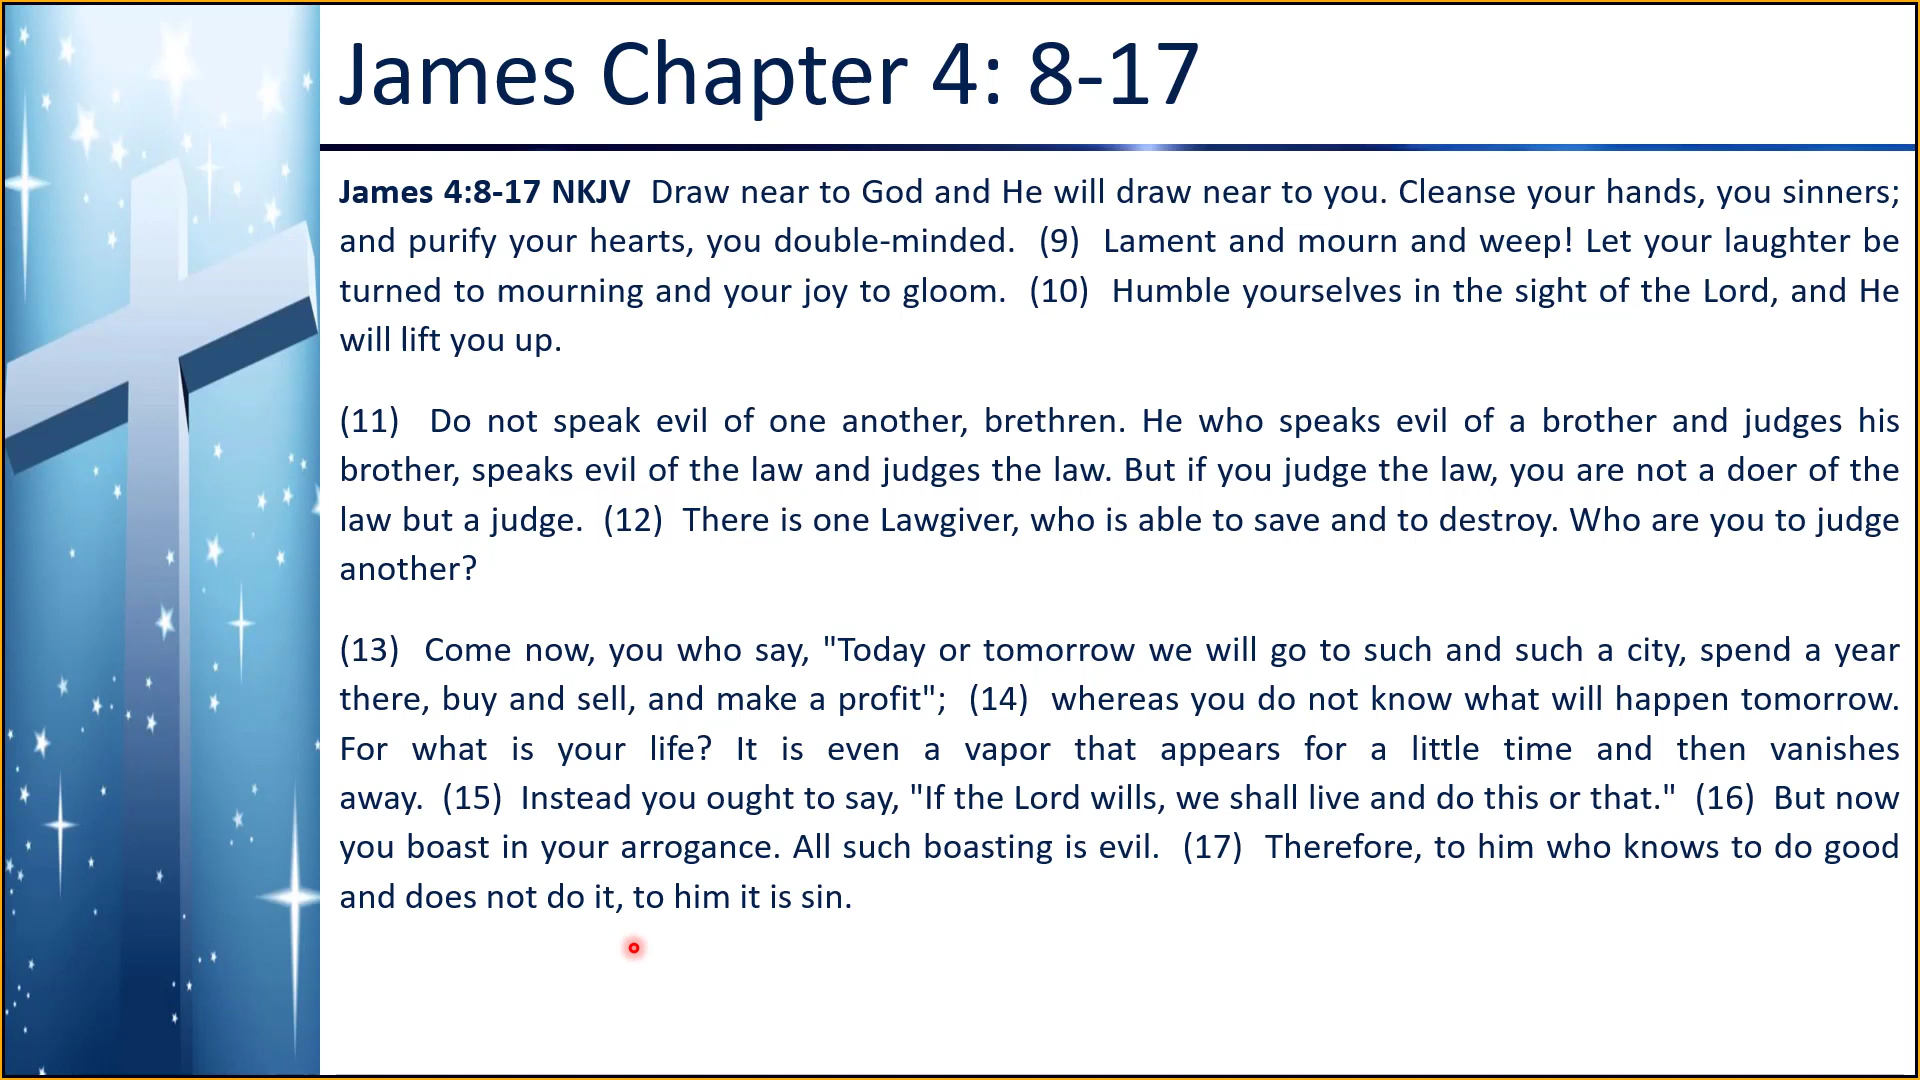 James Chapter 4: 8-17
James 4:8-17 NKJV Draw near to God and He will draw near to you. Cleanse your hands, you sinners;
and purify your hearts, you double-minded. (9) Lament and mourn and weep! Let your laughter be
turned to mourning and your joy to gloom. (10) Humble yourselves in the sight of the Lord, and He
will lift you up.
(11) Do not speak evil of one another, brethren. He who speaks evil of a brother and judges his
brother, speaks evil of the law and judges the law. But if you judge the law, you are not a doer of the
law but a judge. (12) There is one Lawgiver, who is able to save and to destroy. Who are you to judge
another?
(13) Come now, you who say, "Today or tomorrow we will go to such and such a city, spend a year
there, buy and sell, and make a profit"; (14) whereas you do not know what will happen tomorrow.
For what is your life? It is even a vapor that appears for a little time and then vanishes
away. (15) Instead you ought to say, "If the Lord wills, we shall live and do this or that." (16) But now
you boast in your arrogance. All such boasting is evil. (17) Therefore, to him who knows to do good
and does not do it, to him it is sin.